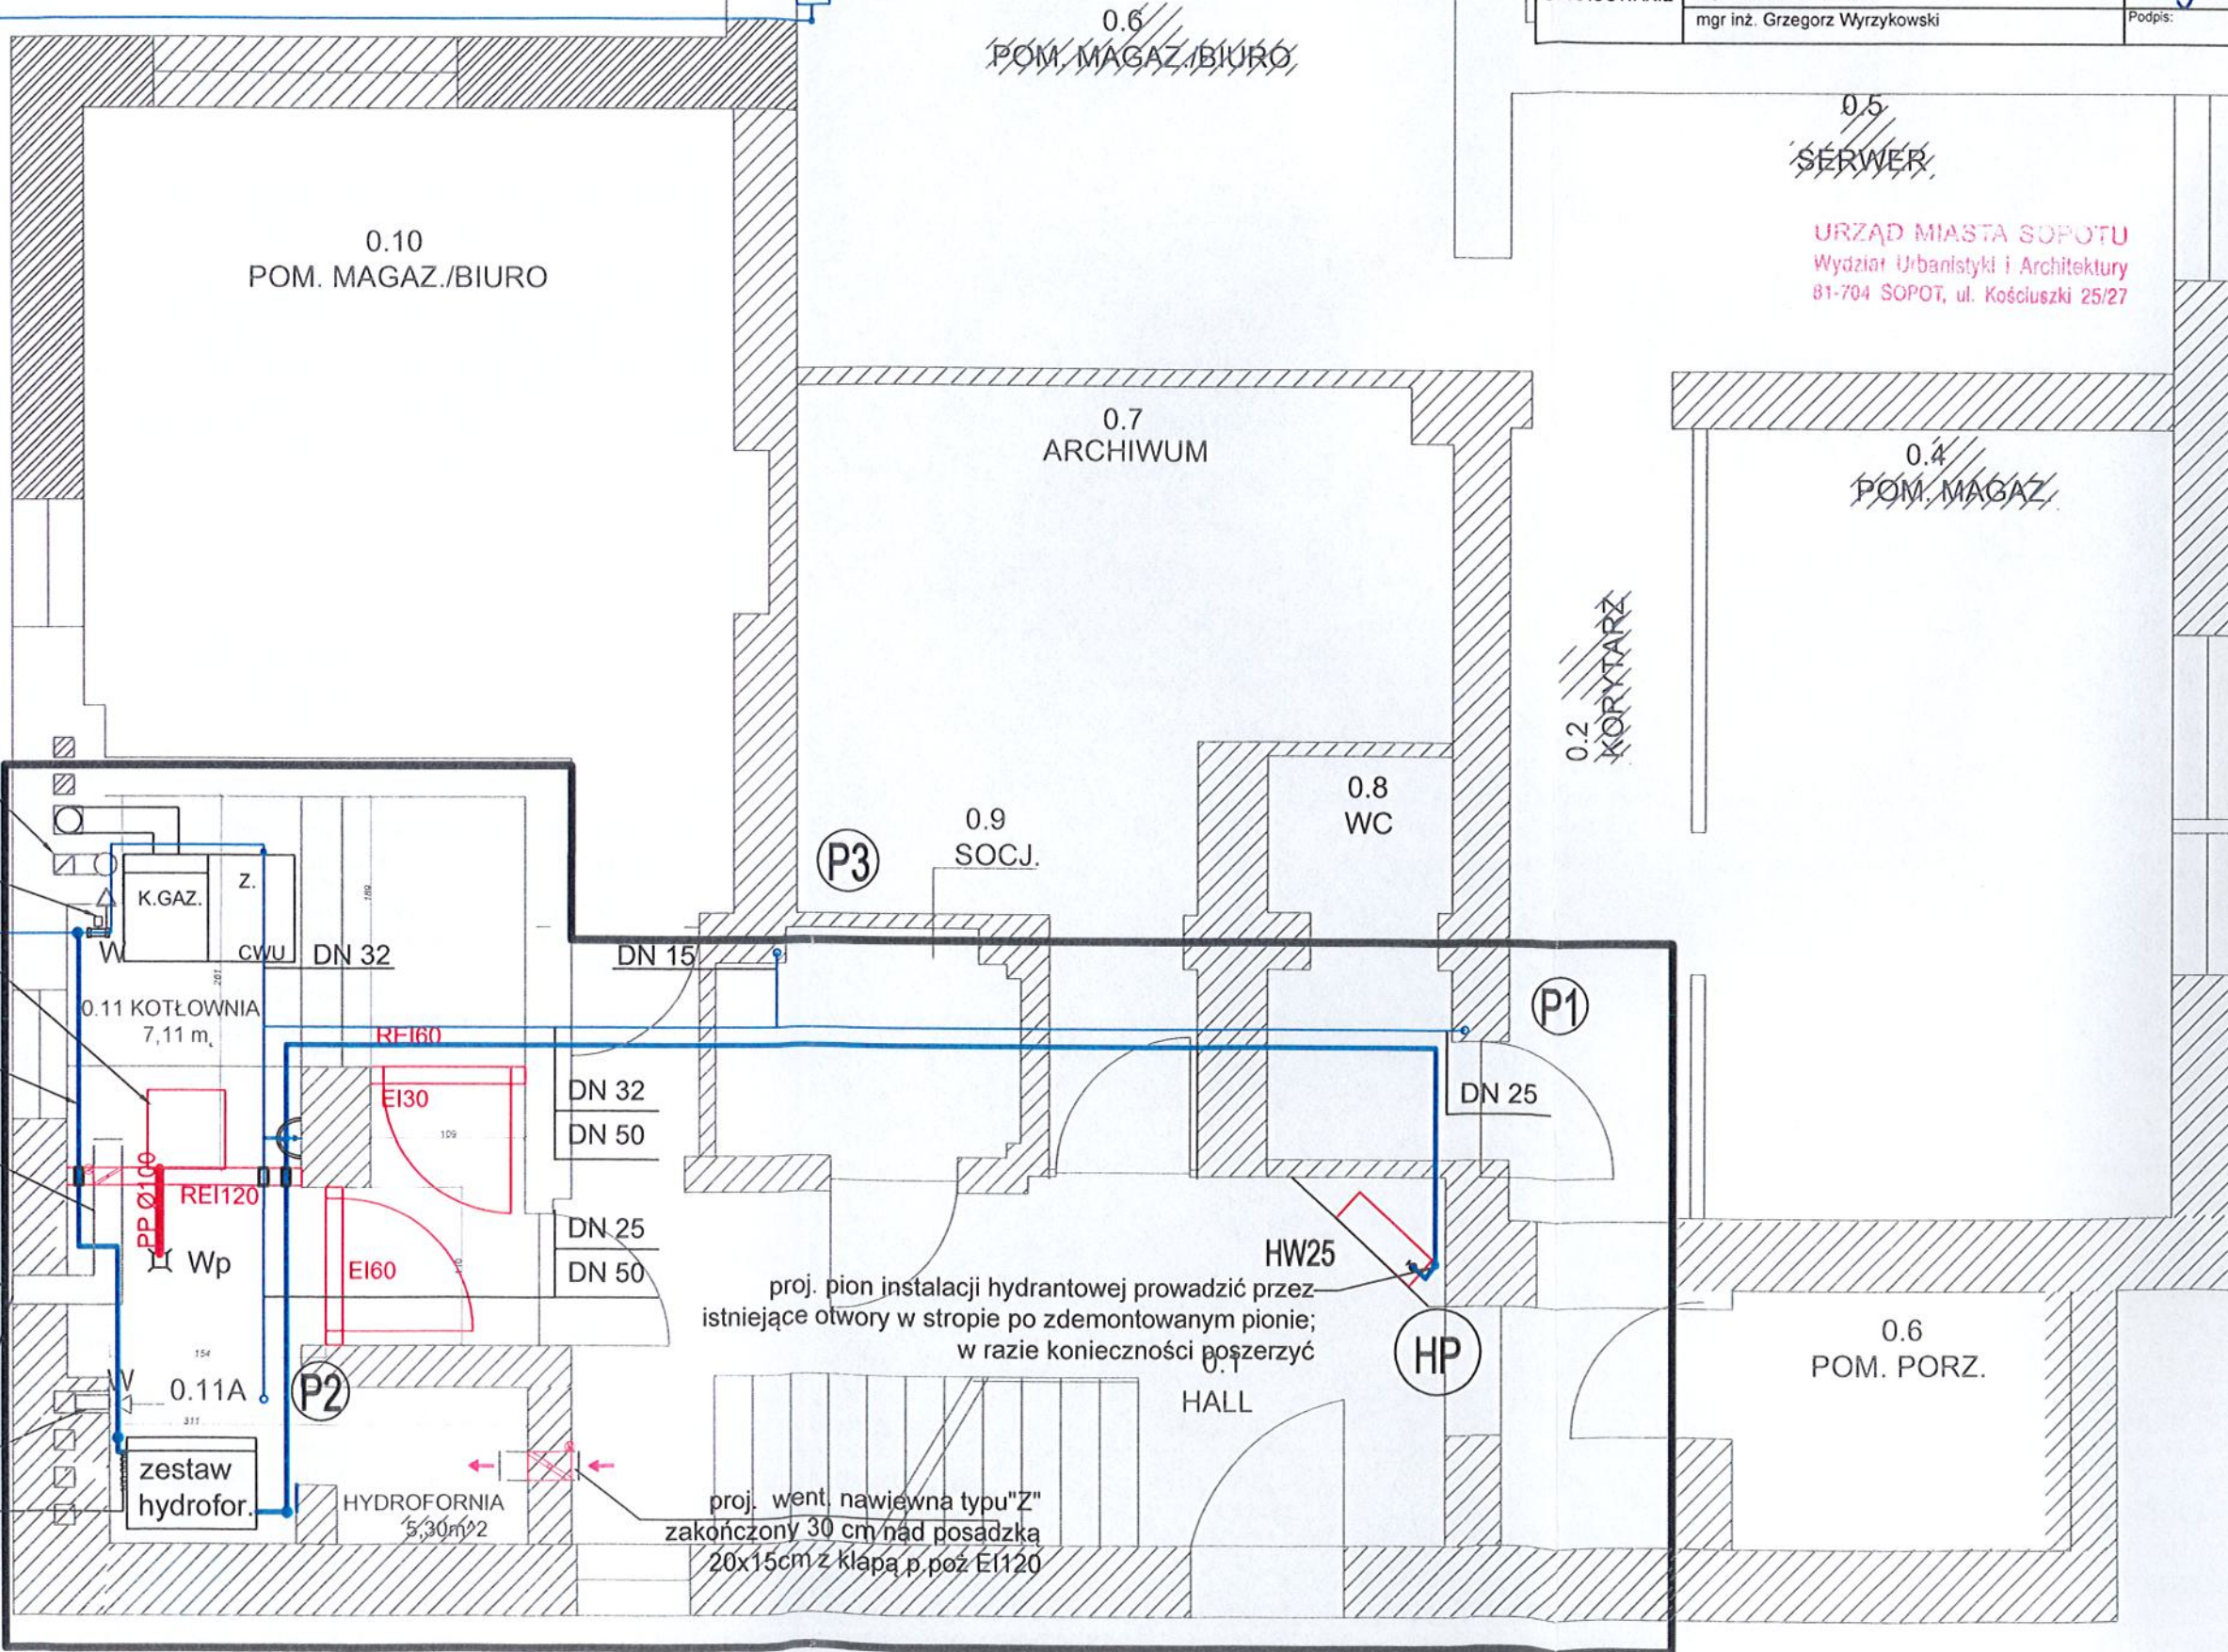 mgr inż. Grzegorz Wyrzykowski
Podpis:
0.6
POM. MAGAZ./BIURO
0.5
SERWER
URZĄD MIASTA SOPOTU
Wydział Urbanistyki i Architektury
81-704 SOPOT, ul. Kościuszki 25/27
0.10
POM. MAGAZ./BIURO
0.7
ARCHIWUM
0.4
POM. MAGAZ.
0.2
KORYTARZ
0.8
WC
0.9
SOCJ.
P3
K.GAZ.
Z.
CWU
W
DN 32
DN 15
189
201
0.11 KOTŁOWNIA
7,11 m
P1
REI60
EI30
DN 32
DN 50
DN 25
109
PP Ø100
REI120
Wp
EI60
110
DN 25
DN 50
HW25
proj. pion instalacji hydrantowej prowadzić przez
istniejące otwory w stropie po zdemontowanym pionie;
w razie konieczności poszerzyć
HP
0.1
HALL
0.6
POM. PORZ.
154
W
0.11A
P2
311
zestaw
hydrofor.
HYDROFORNIA
5,30m^2
proj. went. nawiewna typu"Z"
zakończony 30 cm nad posadzką
20x15cm z klapą p.poż EI120